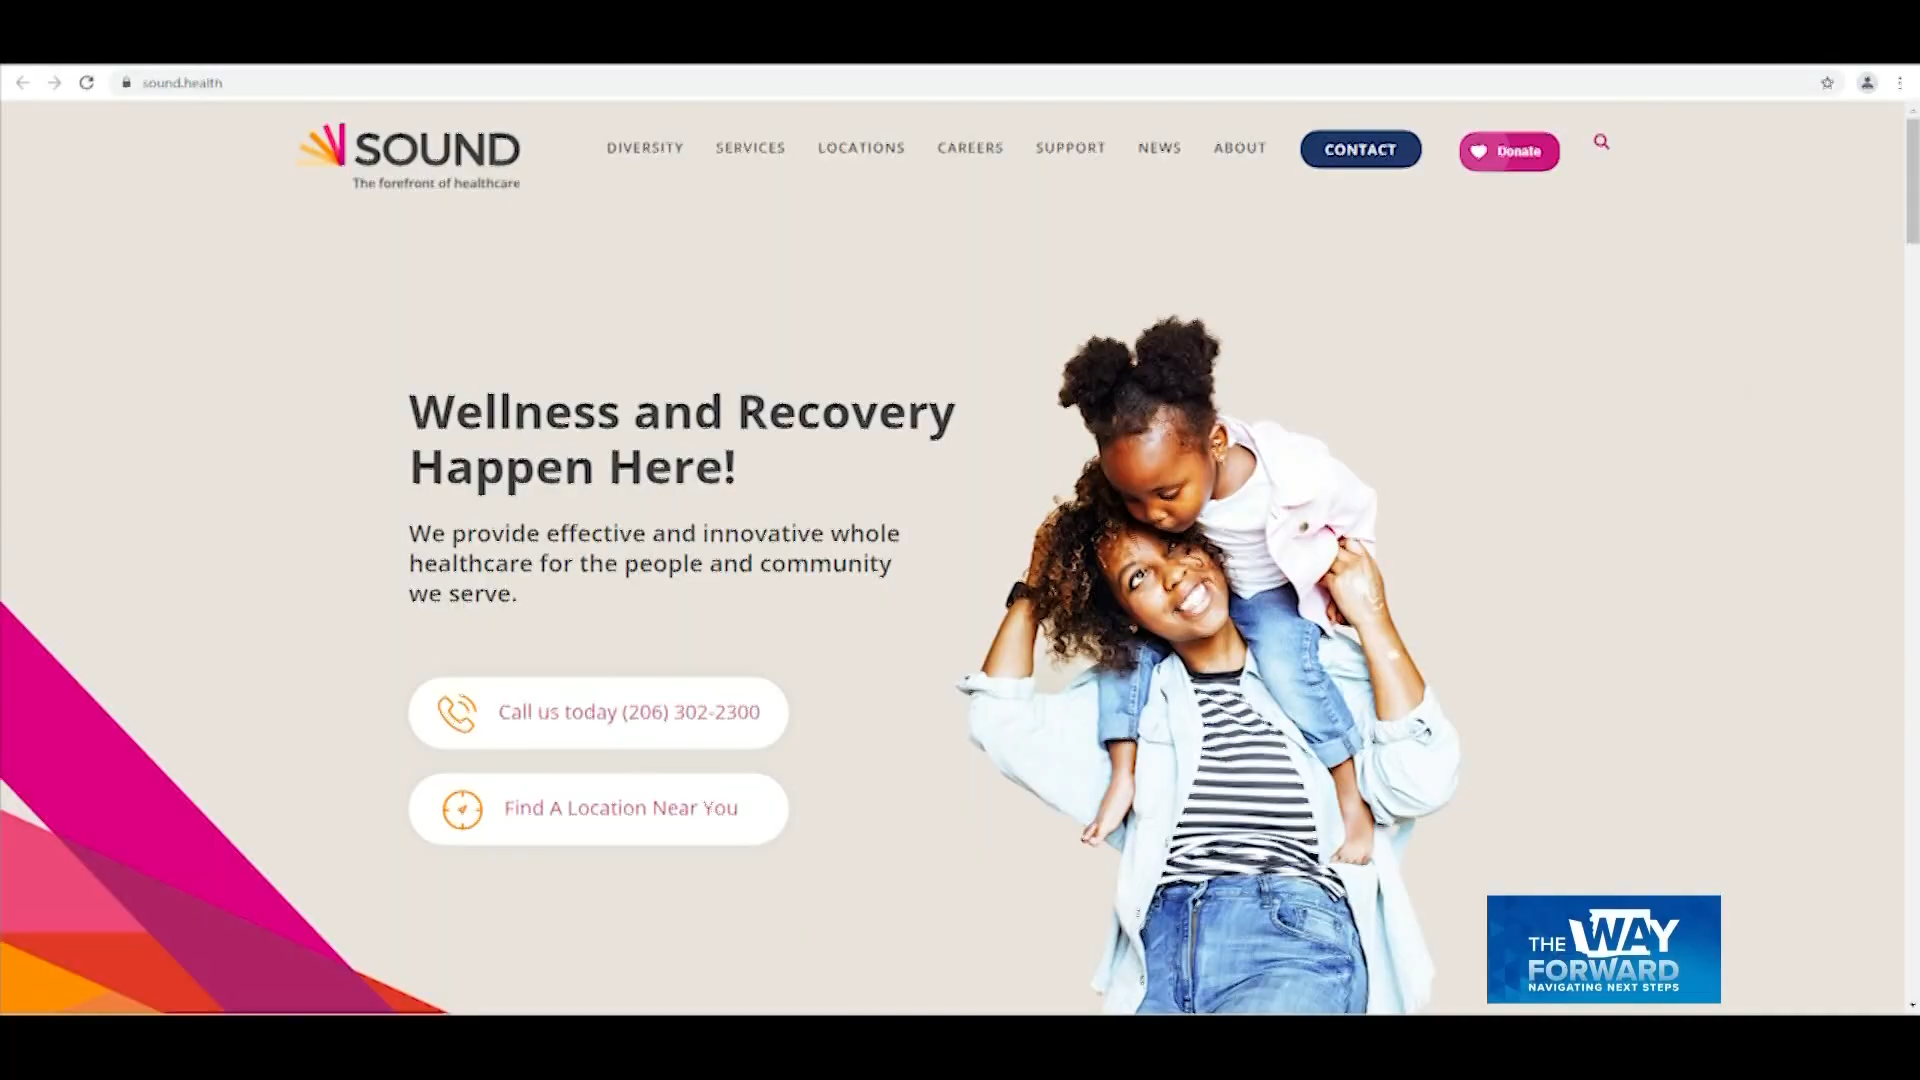 sound.health
SOUND
The forefront of healthcare
DIVERSITY SERVICES LOCATIONS CAREERS SUPPORT NEWS ABOUT CONTACT Donate
Wellness and Recovery
Happen Here!
We provide effective and innovative whole
healthcare for the people and community
we serve.
Call us today (206) 302-2300
Find A Location Near You
THE WAY
FORWARD
NAVIGATING NEXT STEPS